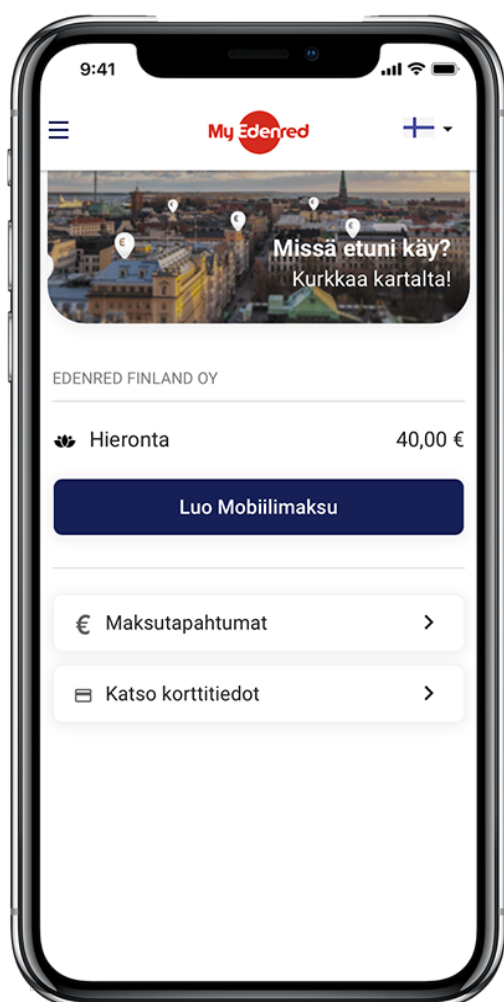 9:41
My Edenred
Missä etuni käy?
Kurkkaa kartalta!
EDENRED FINLAND OY
Hieronta 40,00 €
Luo Mobiilimaksu
€ Maksutapahtumat
Katso korttitiedot